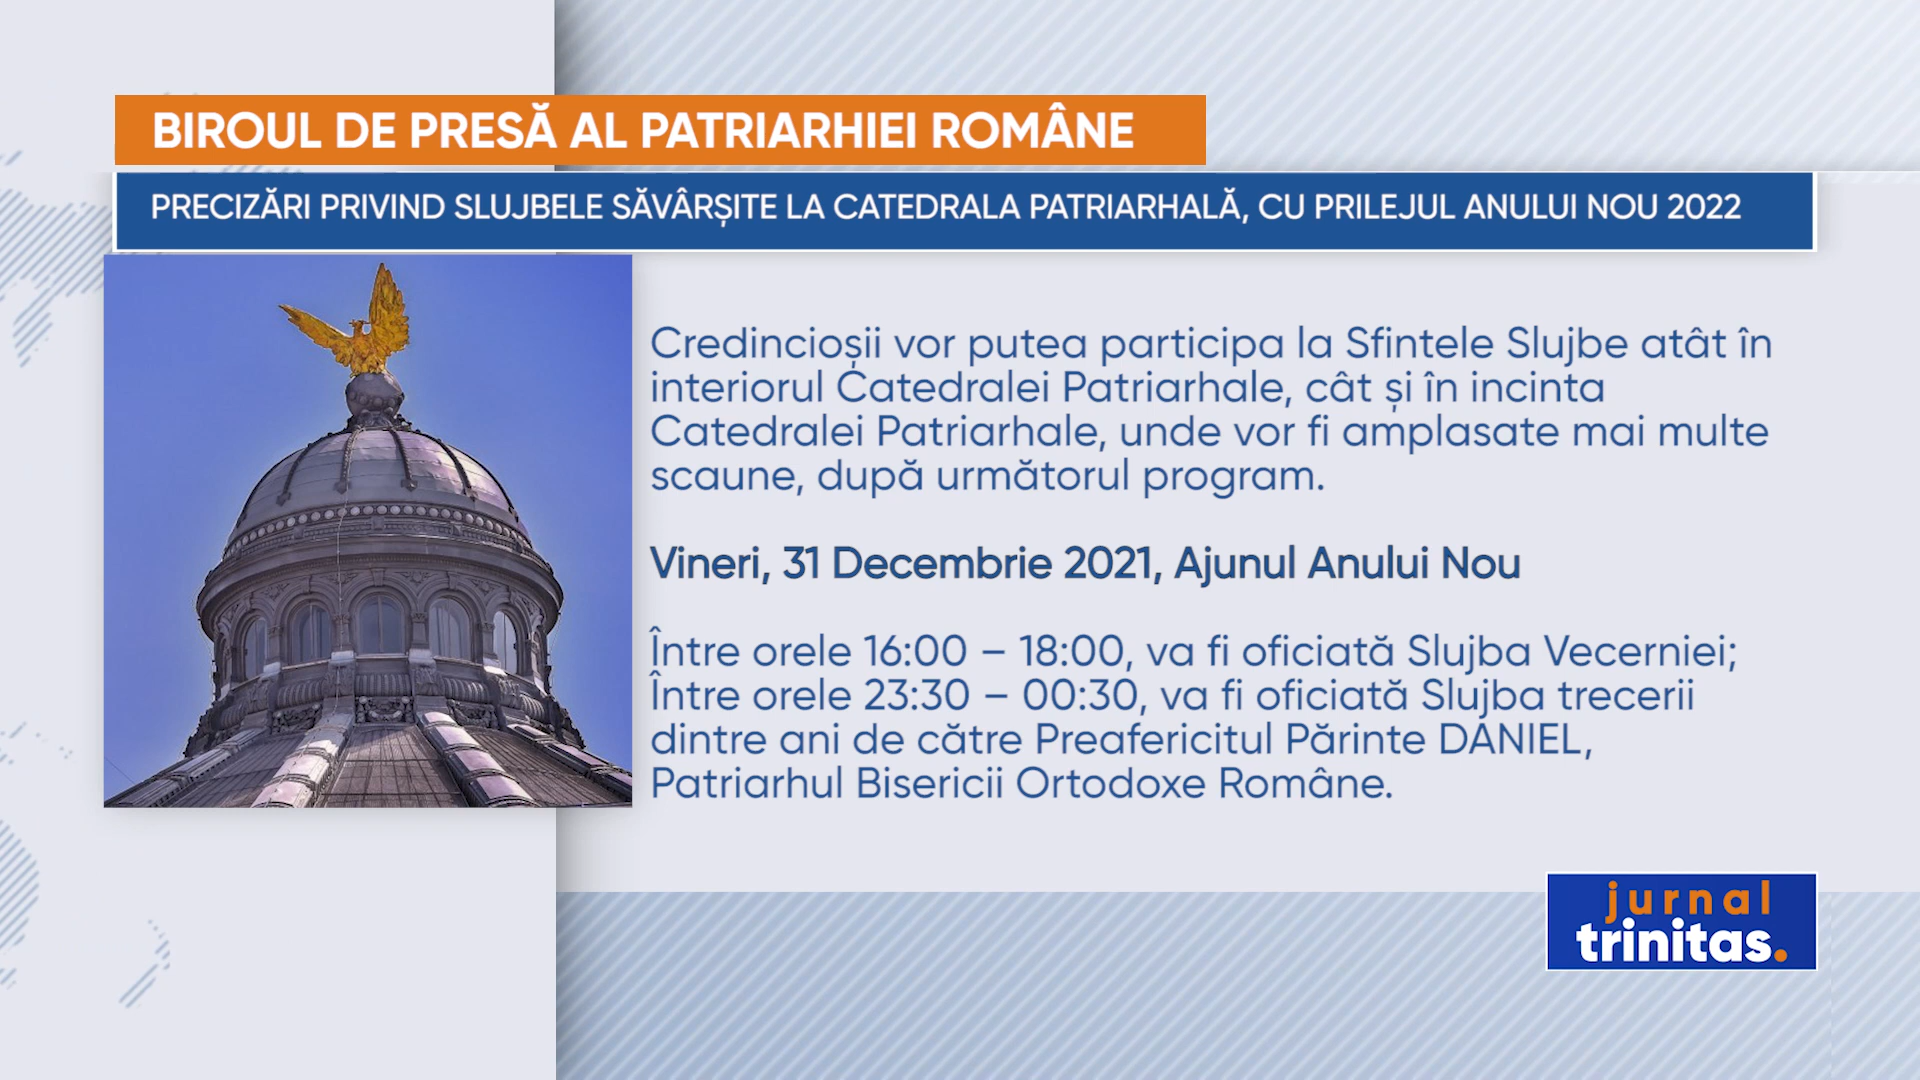 BIROUL DE PRESĂ AL PATRIARHIEI ROMÂNE
PRECIZĂRI PRIVIND SLUJBELE SĂVÂRȘITE LA CATEDRALA PATRIARHALĂ, CU PRILEJUL ANULUI NOU 2022
Credincioșii vor putea participa la Sfintele Slujbe atât în
interiorul Catedralei Patriarhale, cât și în incinta
Catedralei Patriarhale, unde vor fi amplasate mai multe
scaune, după următorul program.
Vineri, 31 Decembrie 2021, Ajunul Anului Nou
Între orele 16:00 – 18:00, va fi oficiată Slujba Vecerniei;
Între orele 23:30 – 00:30, va fi oficiată Slujba trecerii
dintre ani de către Preafericitul Părinte DANIEL,
Patriarhul Bisericii Ortodoxe Române.
jurnal
trinitas.